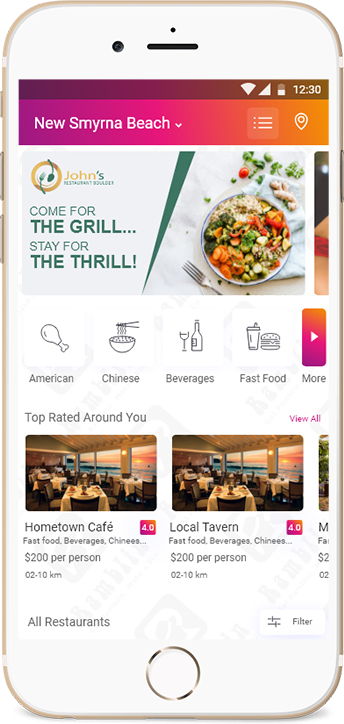 12:30
New Smyrna Beach
John's
RESTAURANT BOULDER
COME FOR
THE GRILL...
STAY FOR
THE THRILL!
American Chinese Beverages Fast Food More
Top Rated Around You View All
Hometown Café 4.0 Local Tavern 4.0 M
Fast food, Beverages, Chinees... Fast food, Beverages, Chinees... Fa
$200 per person $200 per person $
02-10 km 02-10 km 0
All Restaurants Filter